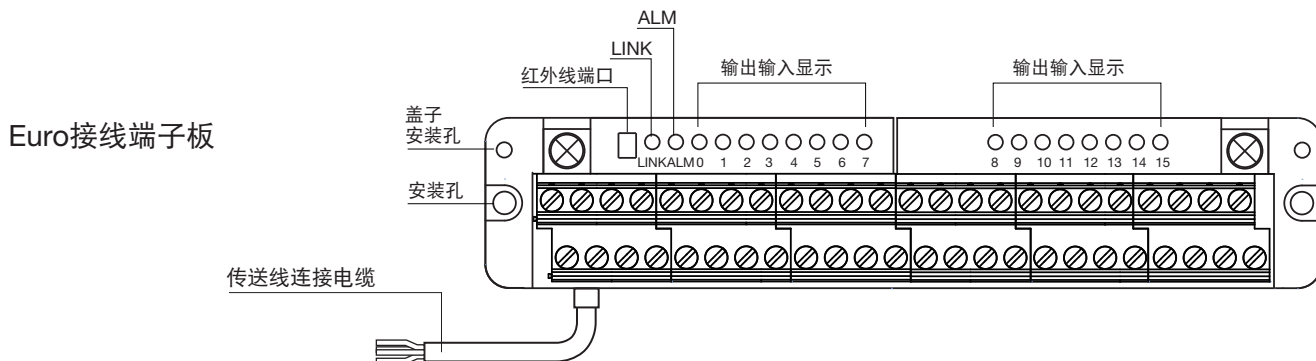 ALM
LINK
红外线端口
输出输入显示
输出输入显示
盖子
安装孔
Euro接线端子板
LINK ALM 0 1 2 3 4 5 6 7
8 9 10 11 12 13 14 15
安装孔
传送线连接电缆